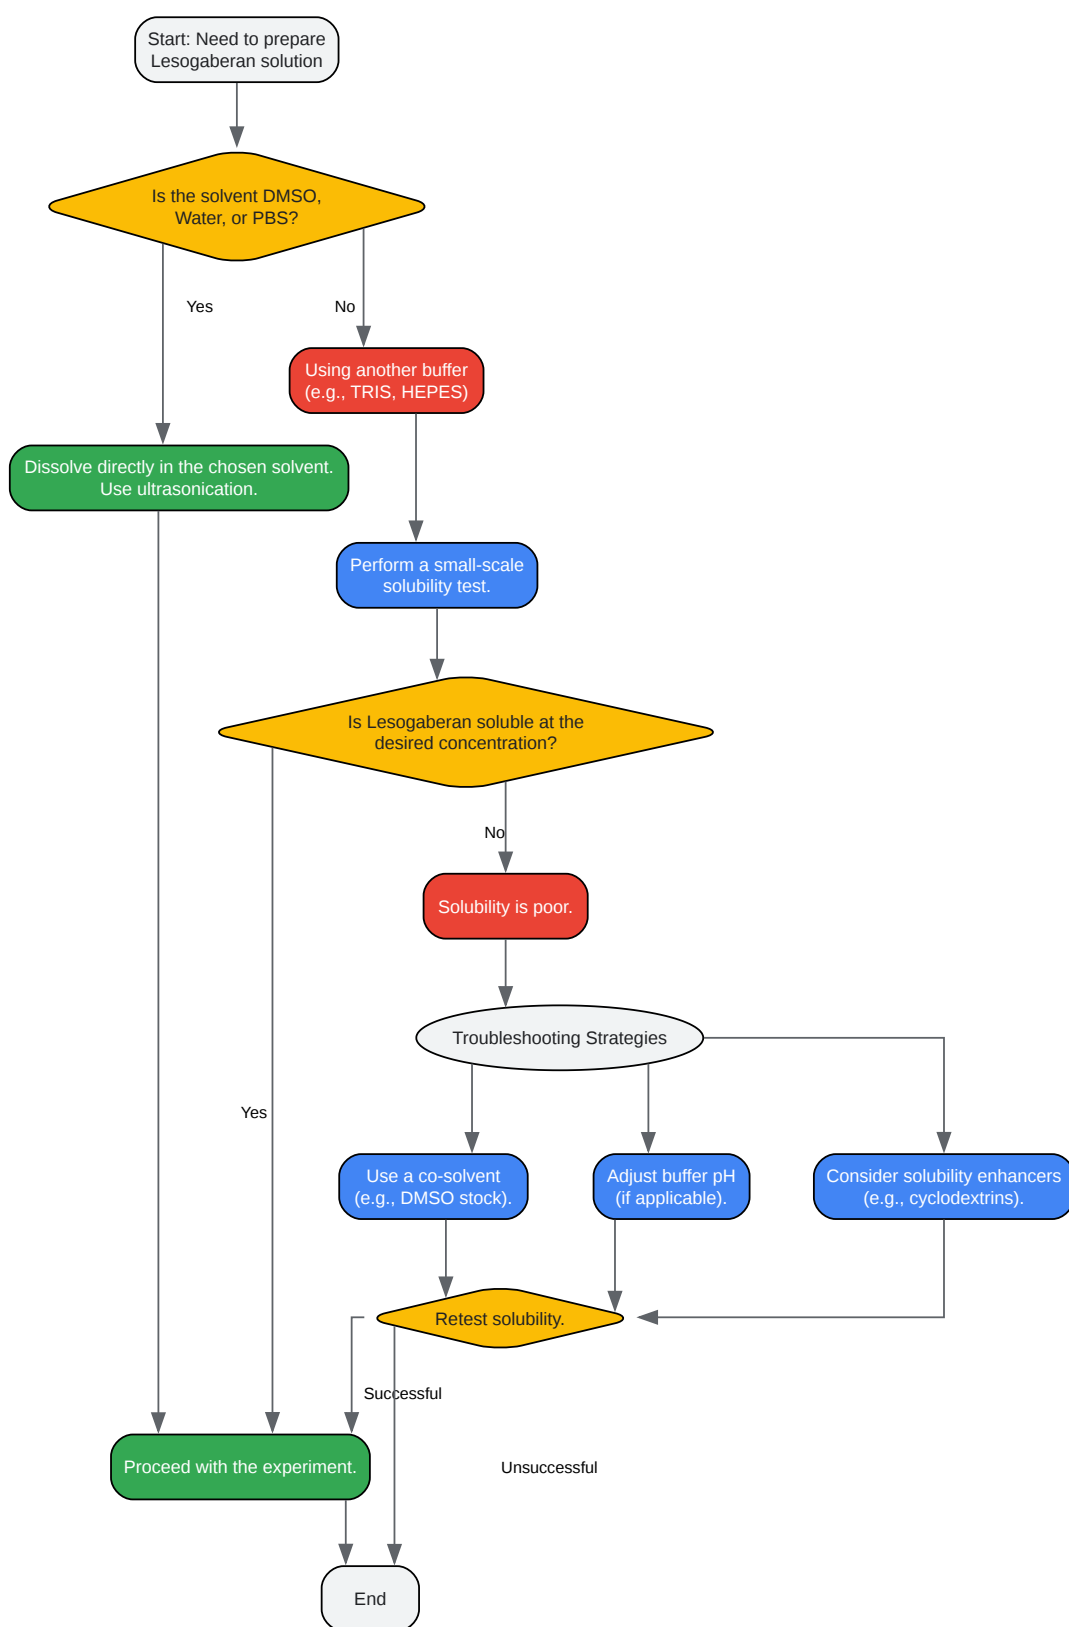 Start: Need to prepare
Lesogaberan solution
Is the solvent DMSO,
Water, or PBS?
Yes
No
Using another buffer
(e.g., TRIS, HEPES)
Dissolve directly in the chosen solvent.
Use ultrasonication.
Perform a small-scale
solubility test.
Is Lesogaberan soluble at the
desired concentration?
No
Solubility is poor.
Troubleshooting Strategies
Yes
Use a co-solvent
(e.g., DMSO stock).
Adjust buffer pH
(if applicable).
Consider solubility enhancers
(e.g., cyclodextrins).
Retest solubility.
Successful
Proceed with the experiment.
Unsuccessful
End